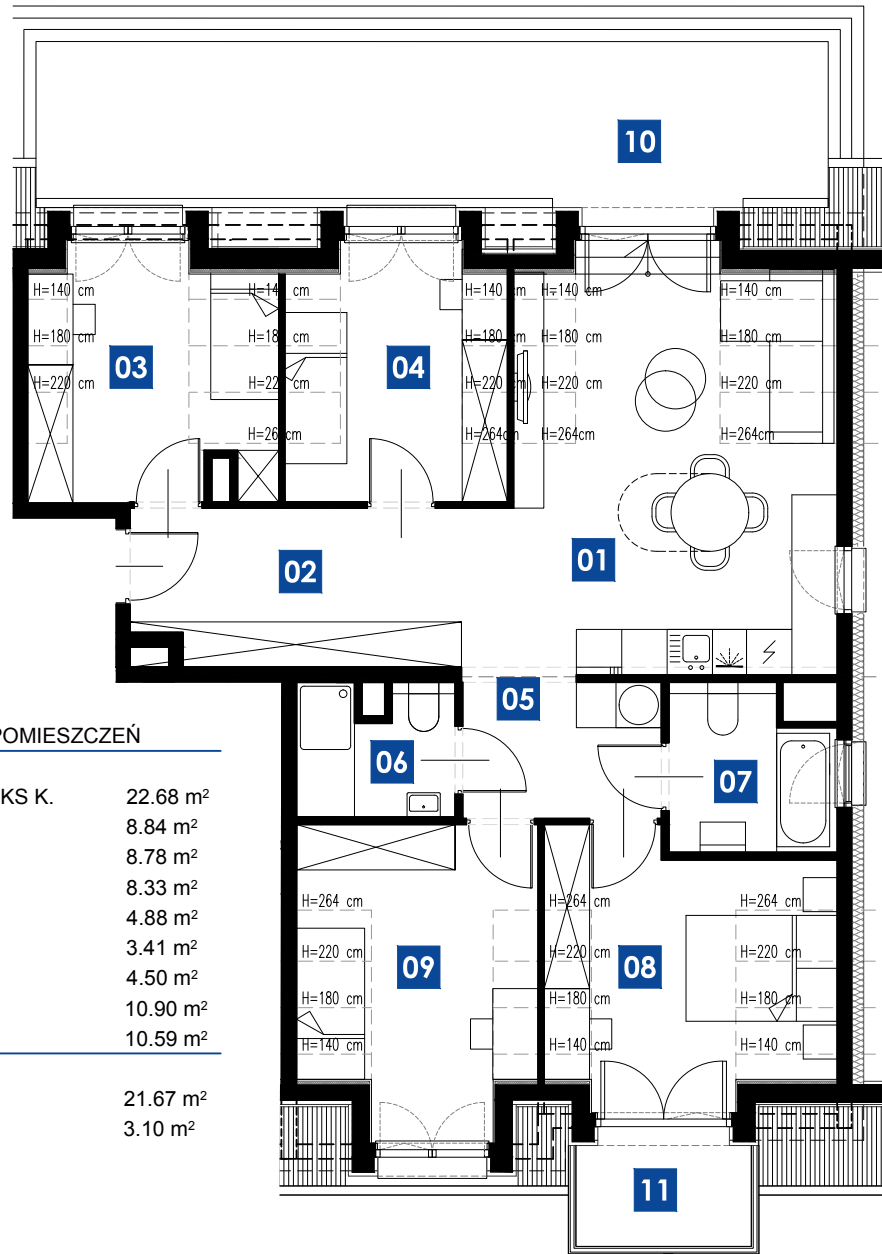 10
H=140 cm
H=14 cm
H=140 cm
H=140 cm
H=140 cm
H=180 cm
H=18 cm
H=180 cm
H=180 cm
H=180 cm
03
04
H=220 cm
H=22 cm
H=220 cm
H=220 cm
H=220 cm
H=26 cm
H=264cm
H=264cm
H=264cm
02
01
05
06
07
POMIESZCZEŃ
KS K. 22.68 m²
8.84 m²
8.78 m²
8.33 m²
4.88 m²
3.41 m²
4.50 m²
10.90 m²
10.59 m²
21.67 m²
3.10 m²
H=264 cm
H=264 cm
H=264 cm
H=220 cm
H=220 cm
H=220 cm
09
08
H=180 cm
H=180 cm
H=180 cm
H=140 cm
H=140 cm
H=140 cm
11